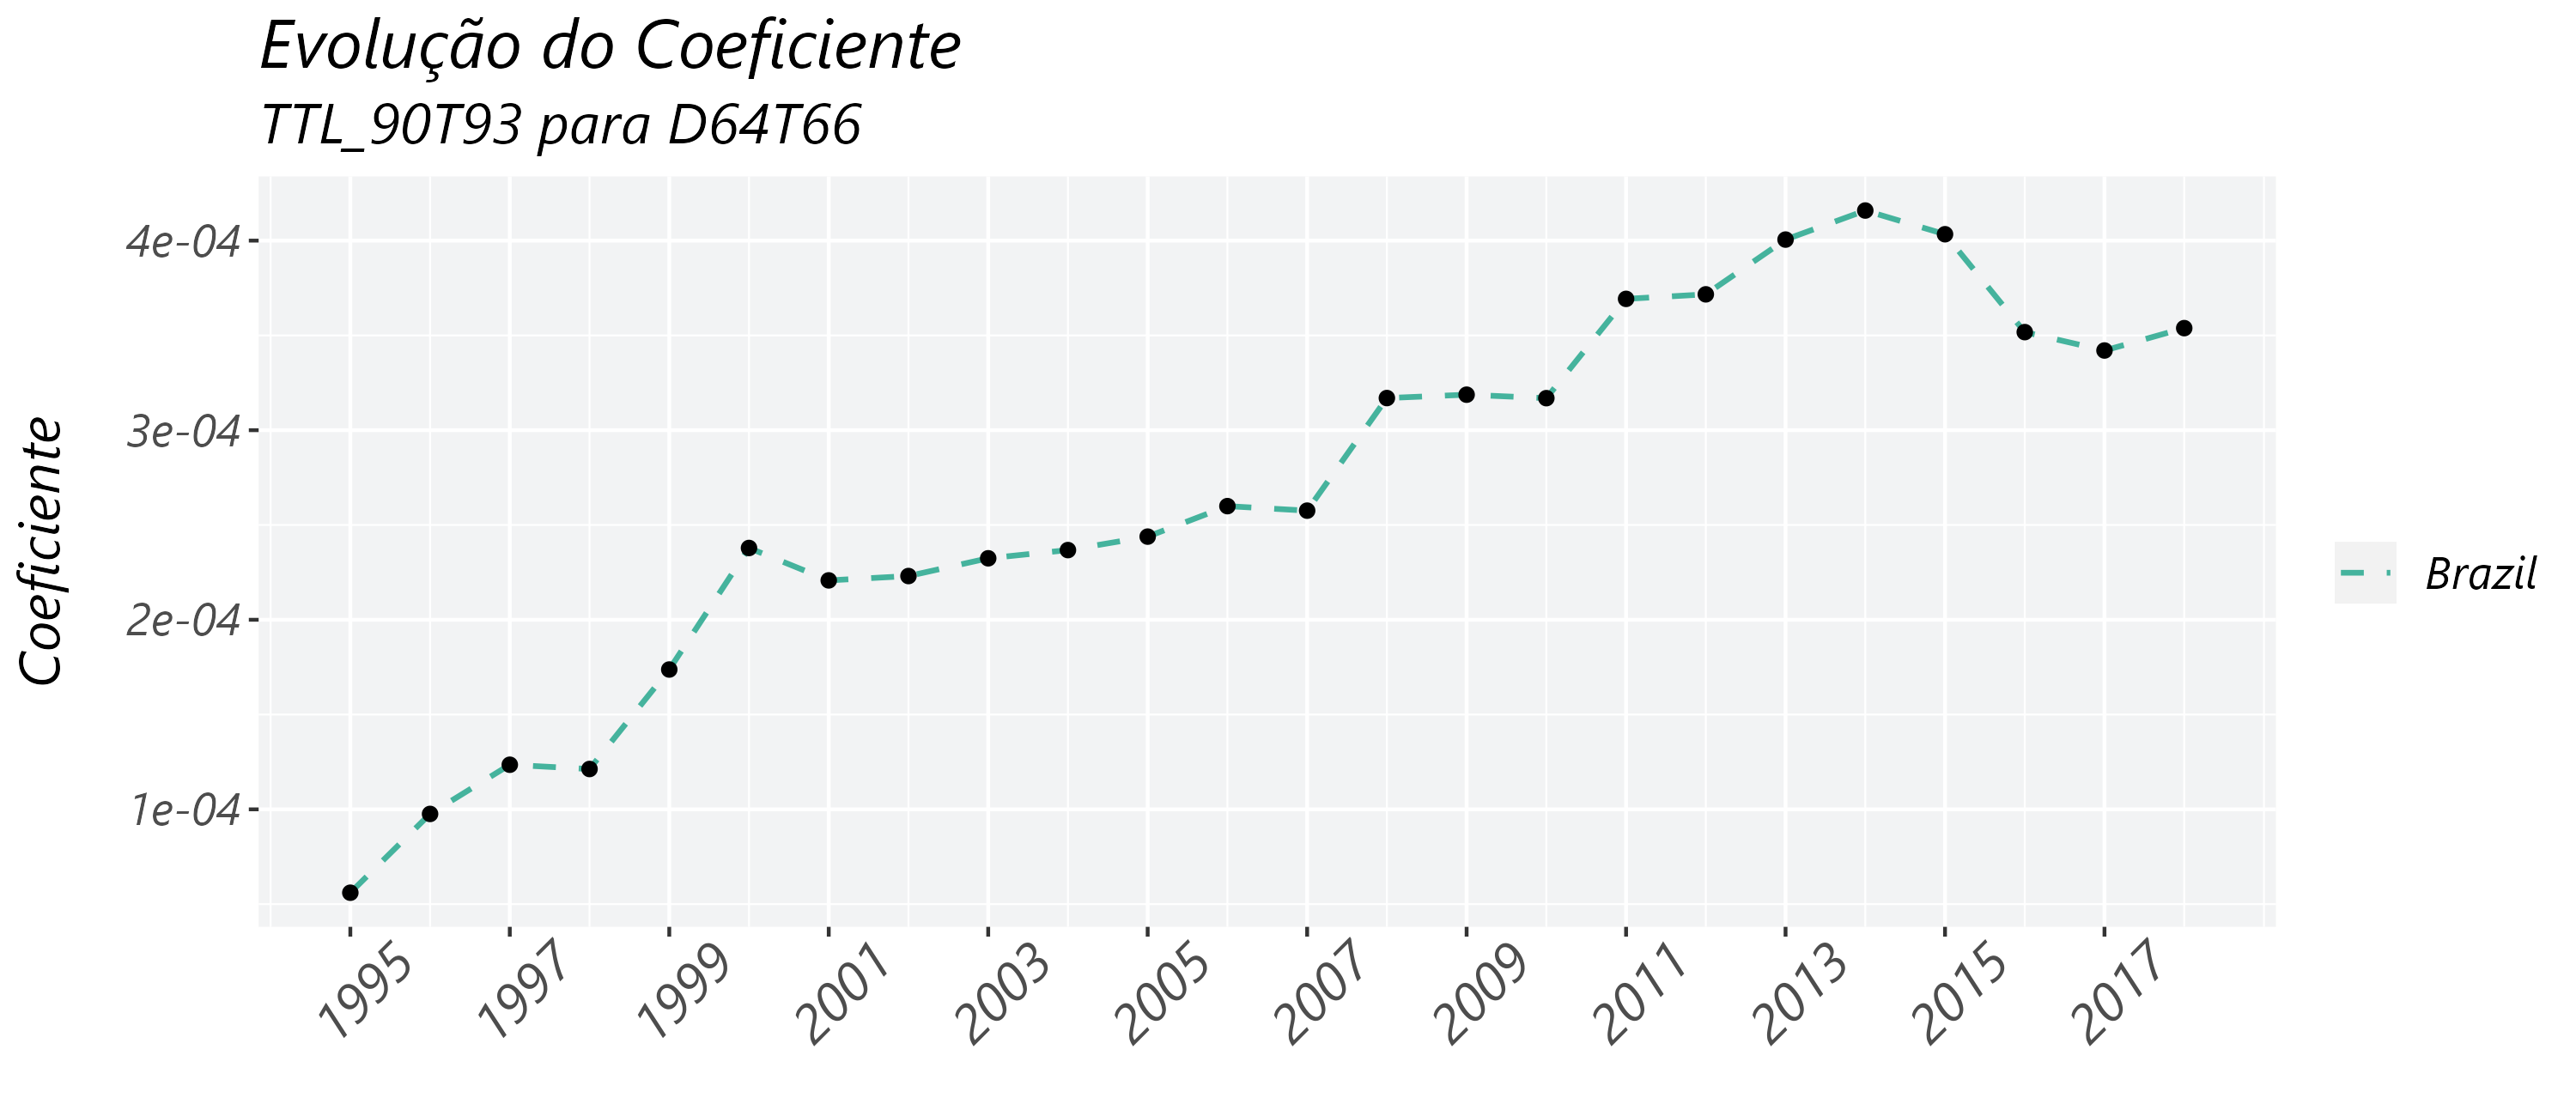 Evolução do Coeficiente
TTL_90T93 para D64T66
Coeficiente
4e-04
3e-04
2e-04
1e-04
1995
1997
1999
2001
2003
2005
2007
2009
2011
2013
2015
2017
Brazil